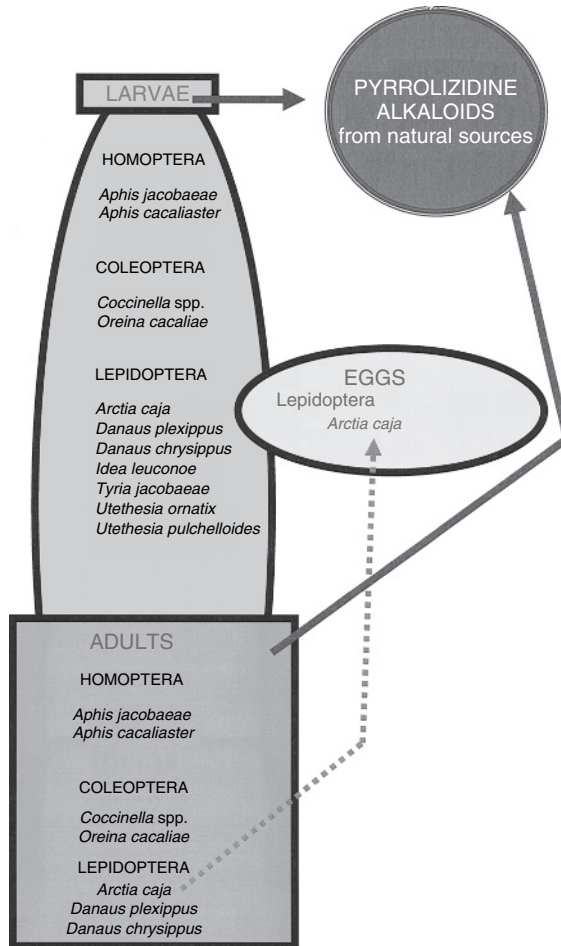 LARVAE
PYRROLIZIDINE
ALKALOIDS
from natural sources
HOMOPTERA
Aphis jacobaeae
Aphis cacaliaster
COLEOPTERA
Coccinella spp.
Oreina cacaliae
LEPIDOPTERA
Arctia caja
Danaus plexippus
Danaus chrysippus
Idea leuconoe
Tyria jacobaeae
Utethesia ornatix
Utethesia pulchelloides
EGGS
Lepidoptera
Arctia caja
ADULTS
HOMOPTERA
Aphis jacobaeae
Aphis cacaliaster
COLEOPTERA
Coccinella spp.
Oreina cacaliae
LEPIDOPTERA
Arctia caja
Danaus plexippus
Danaus chrysippus